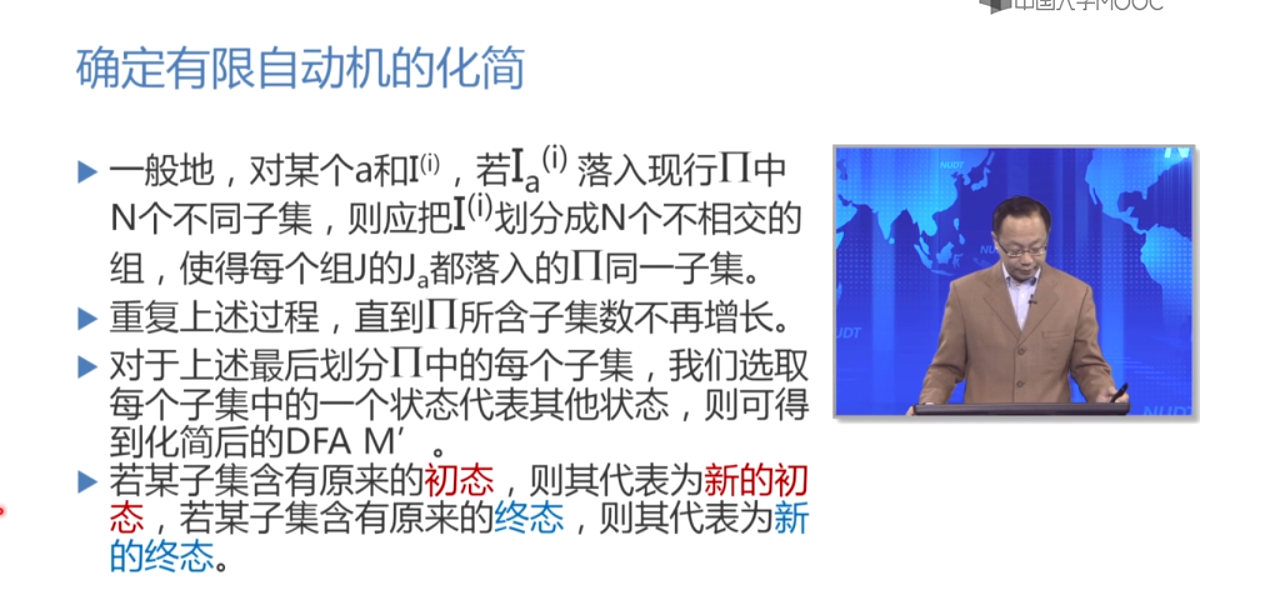 中国大学MOOC
确定有限自动机的化简
▶ 一般地，对某个a和I⁽ⁱ⁾，若Iₐ⁽ⁱ⁾ 落入现行∏中
N个不同子集，则应把I⁽ⁱ⁾划分成N个不相交的
组，使得每个组J的Jₐ都落入的∏同一子集。
▶ 重复上述过程，直到∏所含子集数不再增长。
▶ 对于上述最后划分∏中的每个子集，我们选取
每个子集中的一个状态代表其他状态，则可得
到化简后的DFA M′ 。
▶ 若某子集含有原来的初态，则其代表为新的初
态，若某子集含有原来的终态，则其代表为新
的终态。
NUDT
UDT
NUDT